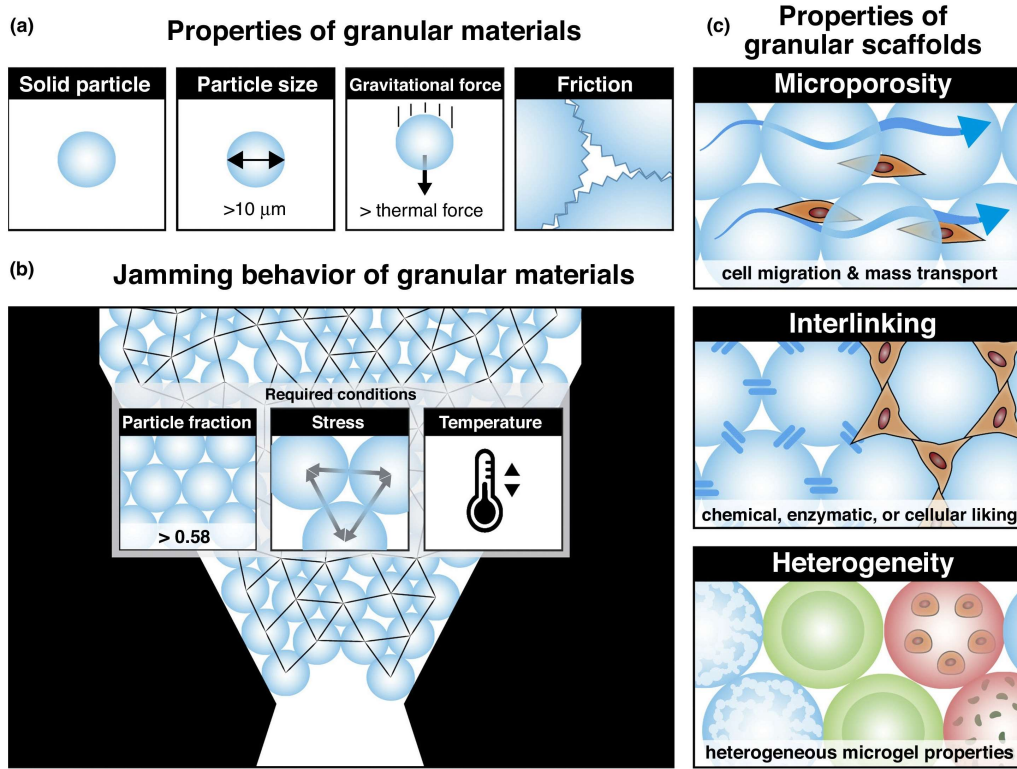 (a)
Properties of granular materials
Solid particle
Particle size
>10 μm
Gravitational force
> thermal force
Friction
(b)
Jamming behavior of granular materials
Required conditions
Particle fraction
> 0.58
Stress
Temperature
(c)
Properties of
granular scaffolds
Microporosity
cell migration & mass transport
Interlinking
chemical, enzymatic, or cellular liking
Heterogeneity
heterogeneous microgel properties